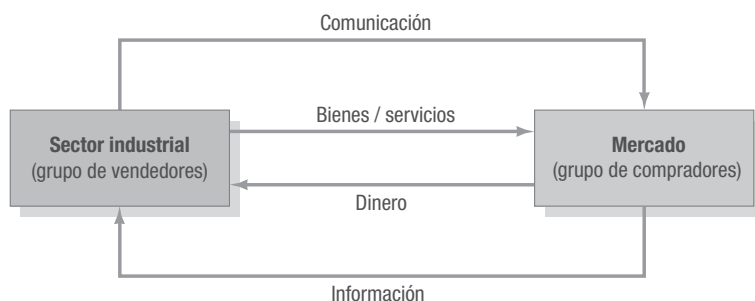 Comunicación
Bienes / servicios
Sector industrial
(grupo de vendedores)
Mercado
(grupo de compradores)
Dinero
Información